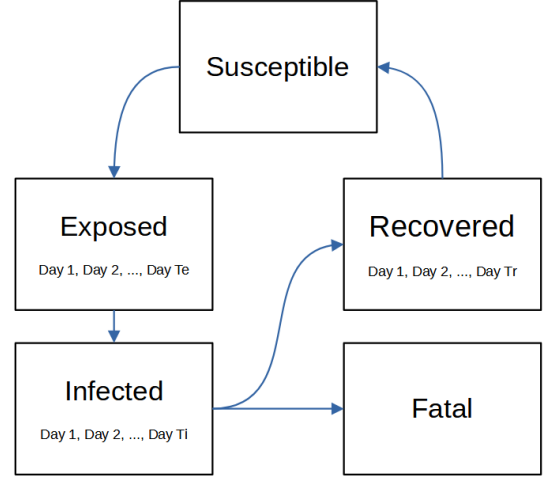 Susceptible
Exposed
Day 1, Day 2, ..., Day Te
Recovered
Day 1, Day 2, ..., Day Tr
Infected
Day 1, Day 2, ..., Day Ti
Fatal